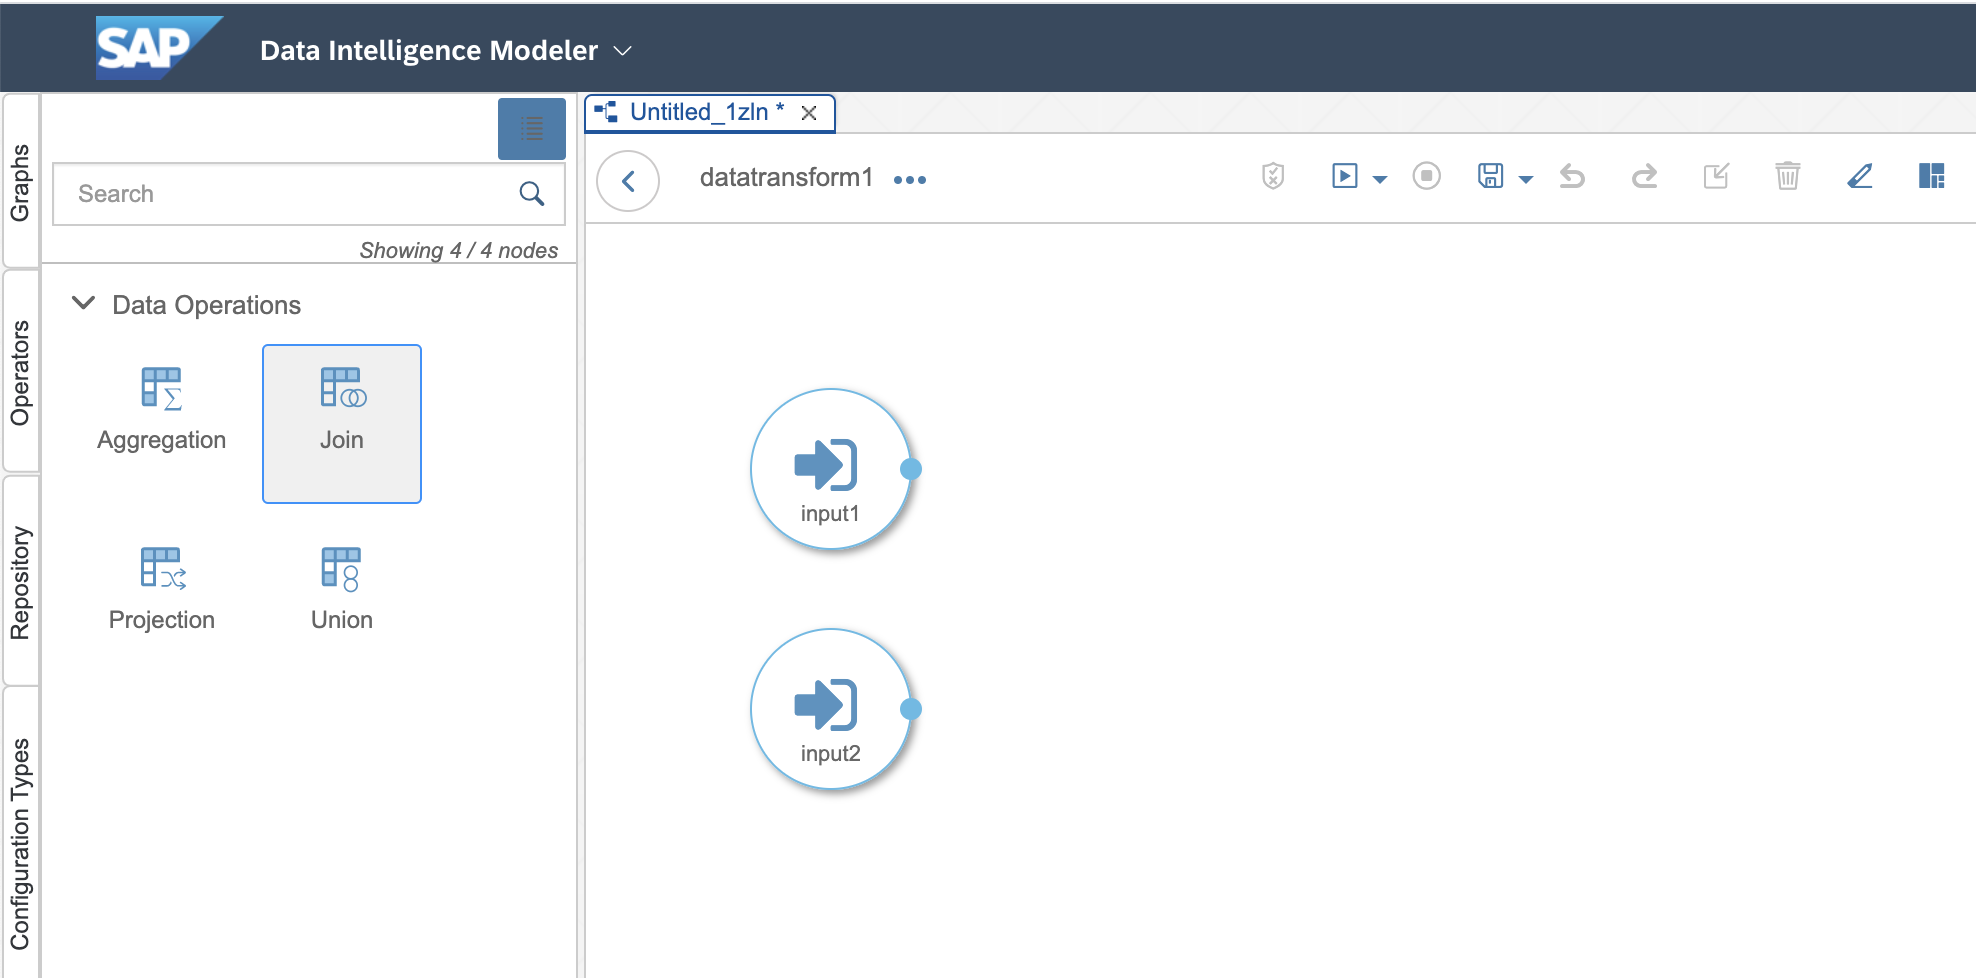 SAP
Data Intelligence Modeler
Graphs
Operators
Repository
Configuration Types
Search
Showing 4 / 4 nodes
Data Operations
Aggregation
Join
Projection
Union
Untitled_1zln *
datatransform1
input1
input2